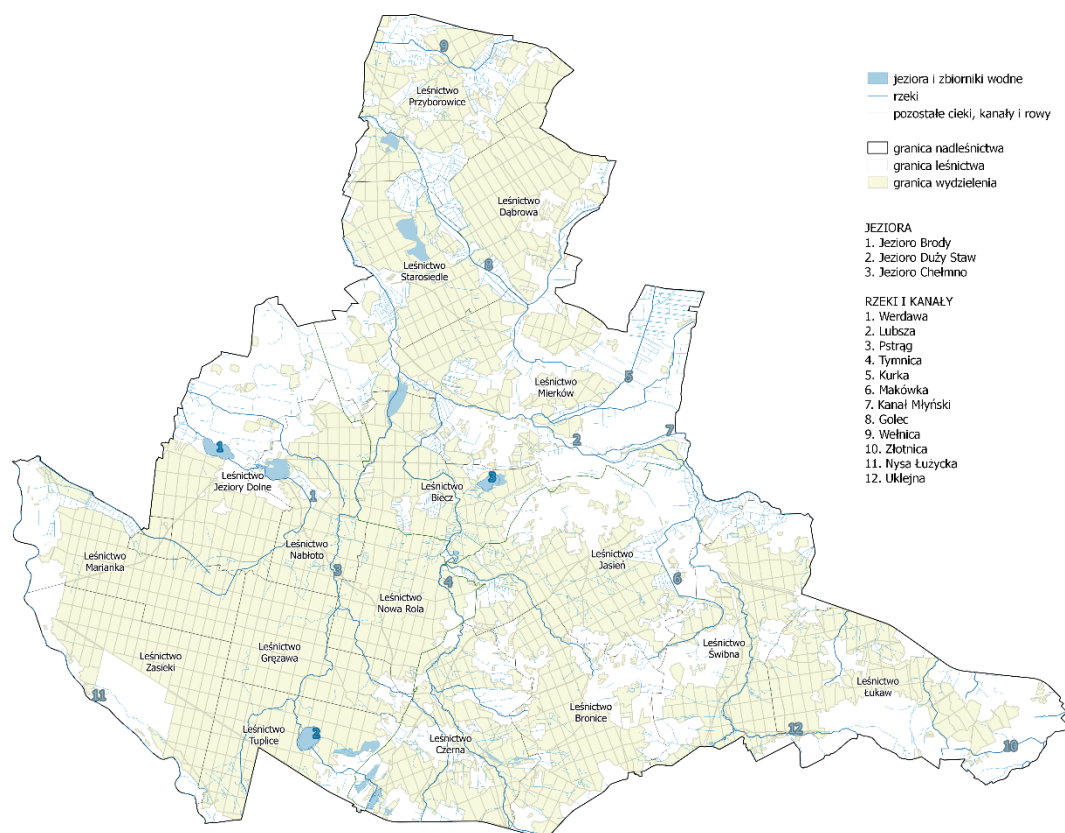 9
Leśnictwo
Przyborowice
Leśnictwo
Dąbrowa
Leśnictwo
Starosiedle
8
5
Leśnictwo
Mierków
2
7
1
Leśnictwo
Jeziory Dolne
1
Leśnictwo
Biecz
3
Leśnictwo
Marianka
Leśnictwo
Nabłoto
3
Leśnictwo
Nowa Rola
4
Leśnictwo
Jasień
6
Leśnictwo
Zasieki
Leśnictwo
Gręzawa
Leśnictwo
Świbna
Leśnictwo
Łukaw
11
Leśnictwo
Tuplice
2
Leśnictwo
Czerna
Leśnictwo
Bronice
12
10
jeziora i zbiorniki wodne
rzeki
pozostałe cieki, kanały i rowy
granica nadleśnictwa
granica leśnictwa
granica wydzielenia
JEZIORA
1. Jezioro Brody
2. Jezioro Duży Staw
3. Jezioro Chełmno
RZEKI I KANAŁY
1. Werdawa
2. Lubsza
3. Pstrąg
4. Tymnica
5. Kurka
6. Makówka
7. Kanał Młyński
8. Golec
9. Wełnica
10. Złotnica
11. Nysa Łużycka
12. Uklejna